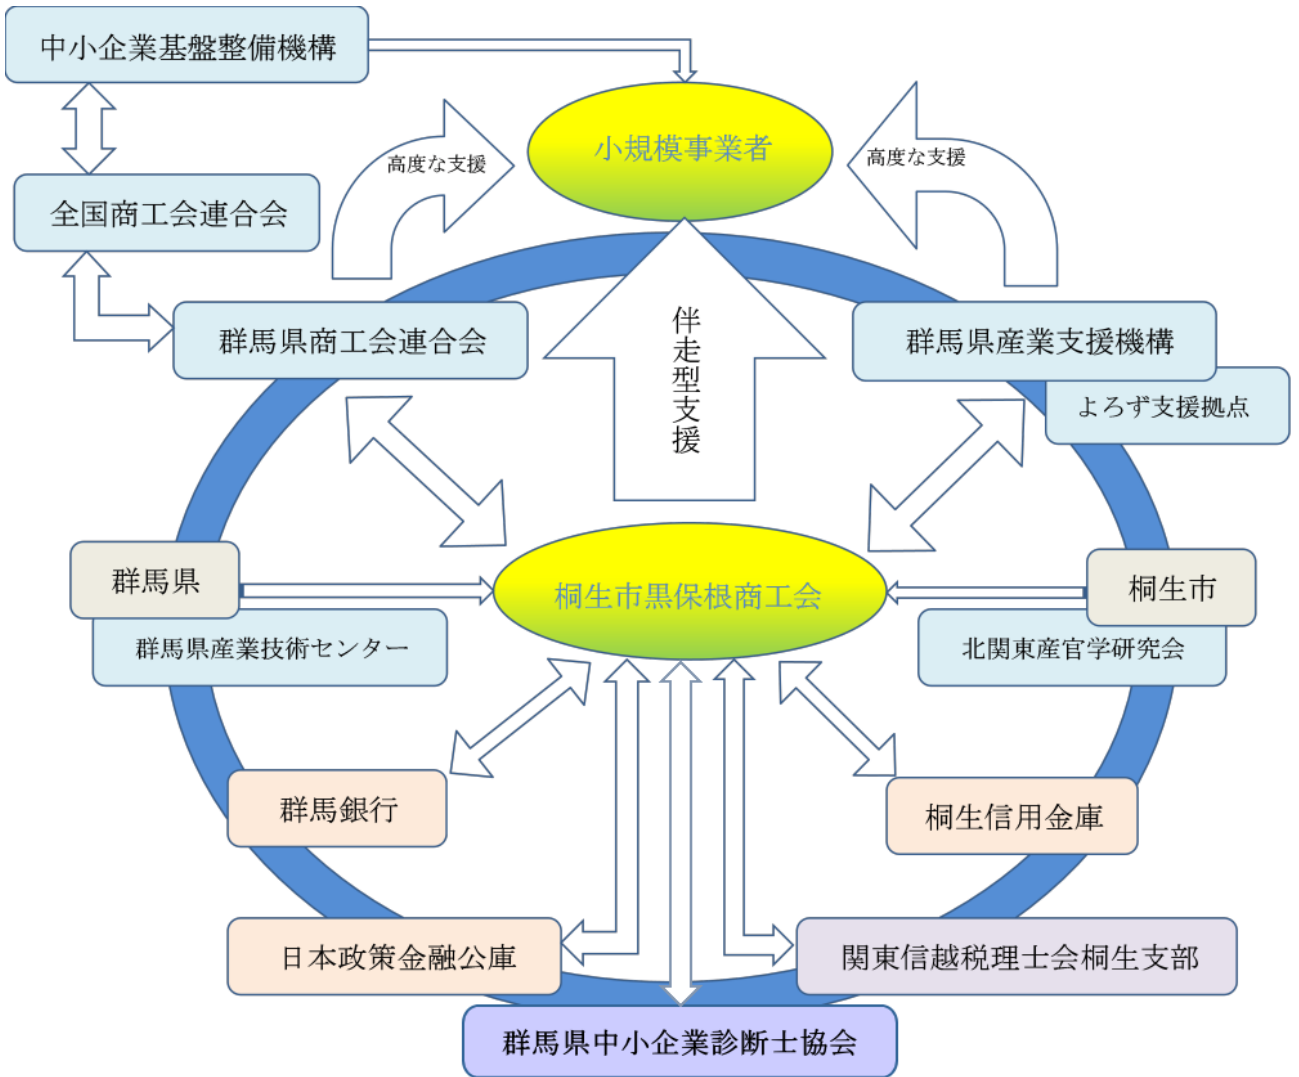 中小企業基盤整備機構
小規模事業者
高度な支援
高度な支援
全国商工会連合会
群馬県商工会連合会
伴走型支援
群馬県産業支援機構
よろず支援拠点
群馬県
桐生市黒保根商工会
桐生市
群馬県産業技術センター
北関東産官学研究会
群馬銀行
桐生信用金庫
日本政策金融公庫
関東信越税理士会桐生支部
群馬県中小企業診断士協会